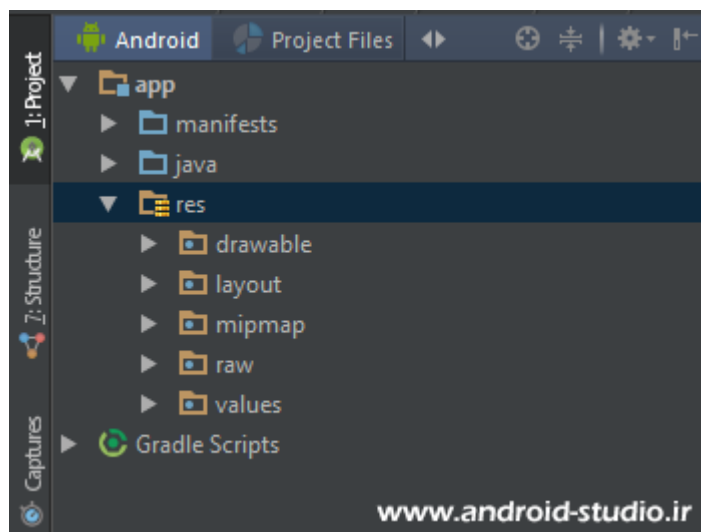 Android Project Files
1: Project
app
manifests
java
res
7: Structure
drawable
layout
mipmap
raw
values
Captures
Gradle Scripts
www.android-studio.ir